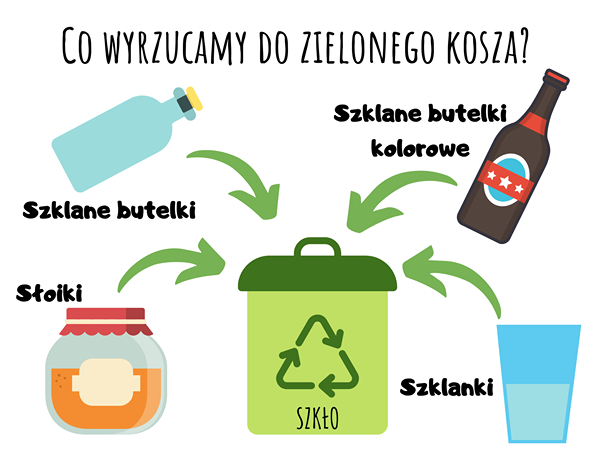 Co wyrzucamy do zielonego kosza?
Szklane butelki
kolorowe
Szklane butelki
Słoiki
Szklanki
SZKŁO